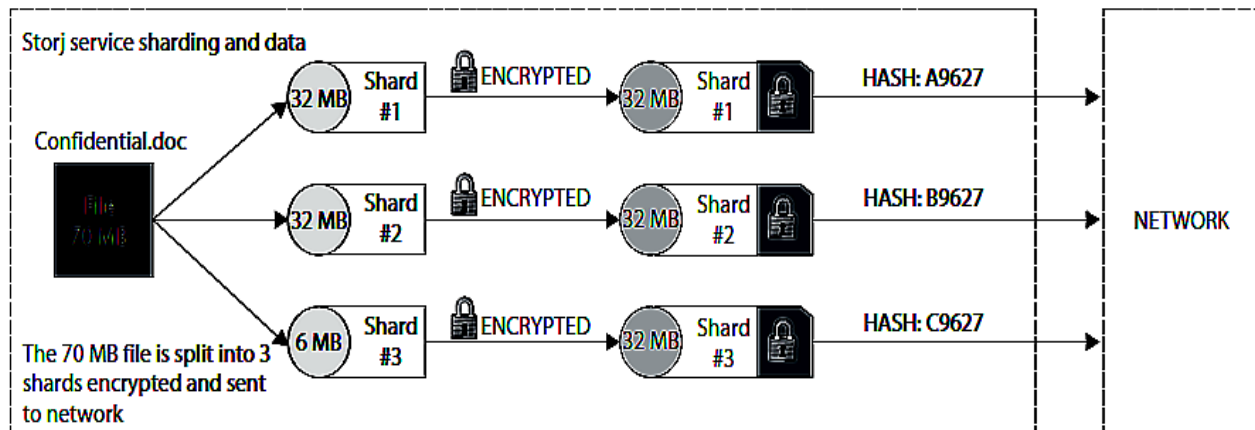 Storj service sharding and data
Confidential.doc
File
70 MB
The 70 MB file is split into 3
shards encrypted and sent
to network
32 MB
Shard
#1
ENCRYPTED
32 MB
Shard
#1
HASH: A9627
32 MB
Shard
#2
ENCRYPTED
32 MB
Shard
#2
HASH: B9627
6 MB
Shard
#3
ENCRYPTED
32 MB
Shard
#3
HASH: C9627
NETWORK